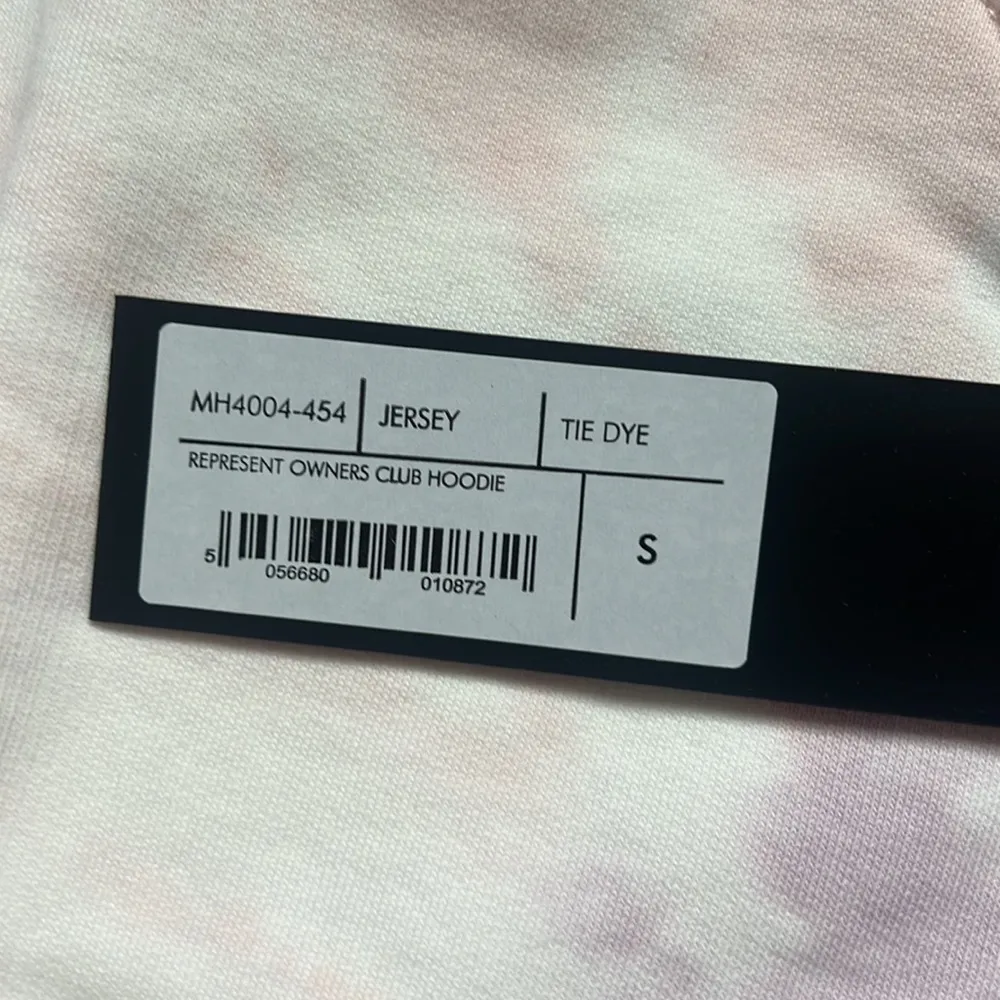 MH4004-454 JERSEY TIE DYE
REPRESENT OWNERS CLUB HOODIE
S
5 056680 010872